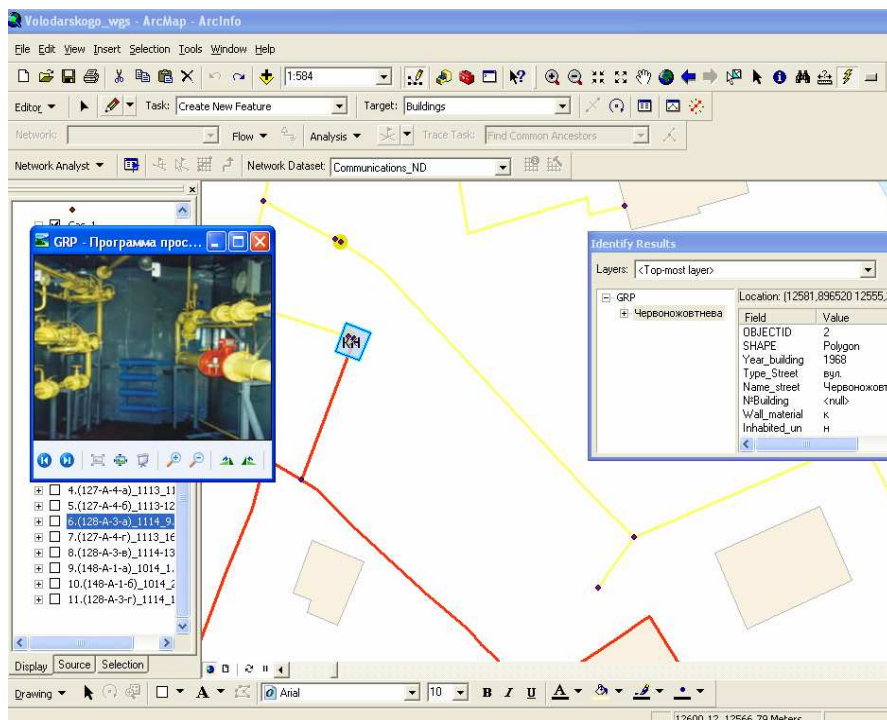 Volodarskogo_wgs - ArcMap - ArcInfo
File Edit View Insert Selection Tools Window Help
1:584
Editor Task: Create New Feature Target: Buildings
Network: Flow Analysis Trace Task: Find Common Ancestors
Network Analyst Network Dataset: Communications_ND
GRP - Программа прос...
КН
Identify Results
Layers: <Top-most layer>
GRP
Червоножовтнева
Location: (12581,896520 12555,
Field Value
OBJECTID 2
SHAPE Polygon
Year_building 1968
Type_Street вул.
Name_street Червоножовт
№Building <null>
Wall_material к
Inhabited_un н
4.(127-А-4-а)_1113_11
5.(127-А-4-б)_1113-12
6.(128-А-3-а)_1114_9.
7.(127-А-4-г)_1113_16
8.(128-А-3-в)_1114-13
9.(148-А-1-а)_1014_1.
10.(148-А-1-б)_1014_2
11.(128-А-3-г)_1114_1
Display Source Selection
Drawing A Arial 10 B I U A
12600,12 12566,79 Meters